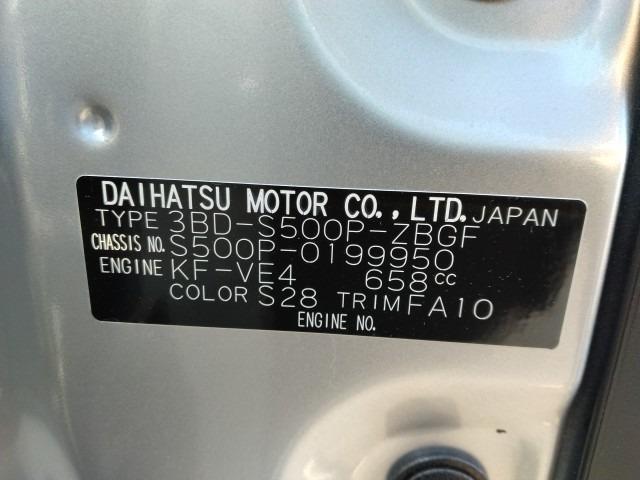 DAIHATSU MOTOR CO., LTD. JAPAN
TYPE 3BD-S500P-ZBGF
CHASSIS NO. S500P-0199950
ENGINE KF-VE4 658cc
COLOR S28 TRIM FA10
ENGINE NO.